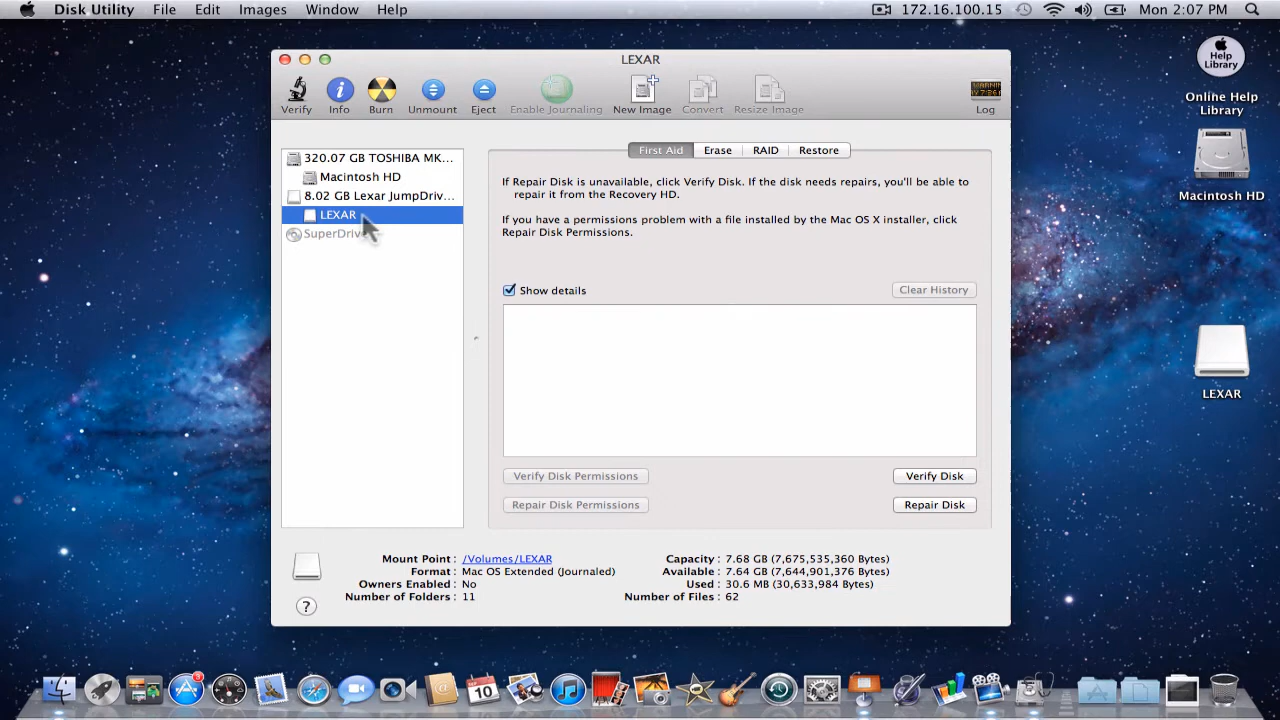 Disk Utility File Edit Images Window Help 172.16.100.15 Mon 2:07 PM
LEXAR
Verify Info Burn Unmount Eject Enable Journaling New Image Convert Resize Image Log
Help Library
Online Help Library
Macintosh HD
LEXAR
320.07 GB TOSHIBA MK...
Macintosh HD
8.02 GB Lexar JumpDriv...
LEXAR
SuperDriv
First Aid Erase RAID Restore
If Repair Disk is unavailable, click Verify Disk. If the disk needs repairs, you'll be able to
repair it from the Recovery HD.
If you have a permissions problem with a file installed by the Mac OS X installer, click
Repair Disk Permissions.
Show details Clear History
Verify Disk Permissions Verify Disk
Repair Disk Permissions Repair Disk
Mount Point : /Volumes/LEXAR Capacity : 7.68 GB (7,675,535,360 Bytes)
Format : Mac OS Extended (Journaled) Available : 7.64 GB (7,644,901,376 Bytes)
Owners Enabled : No Used : 30.6 MB (30,633,984 Bytes)
Number of Folders : 11 Number of Files : 62
?
10